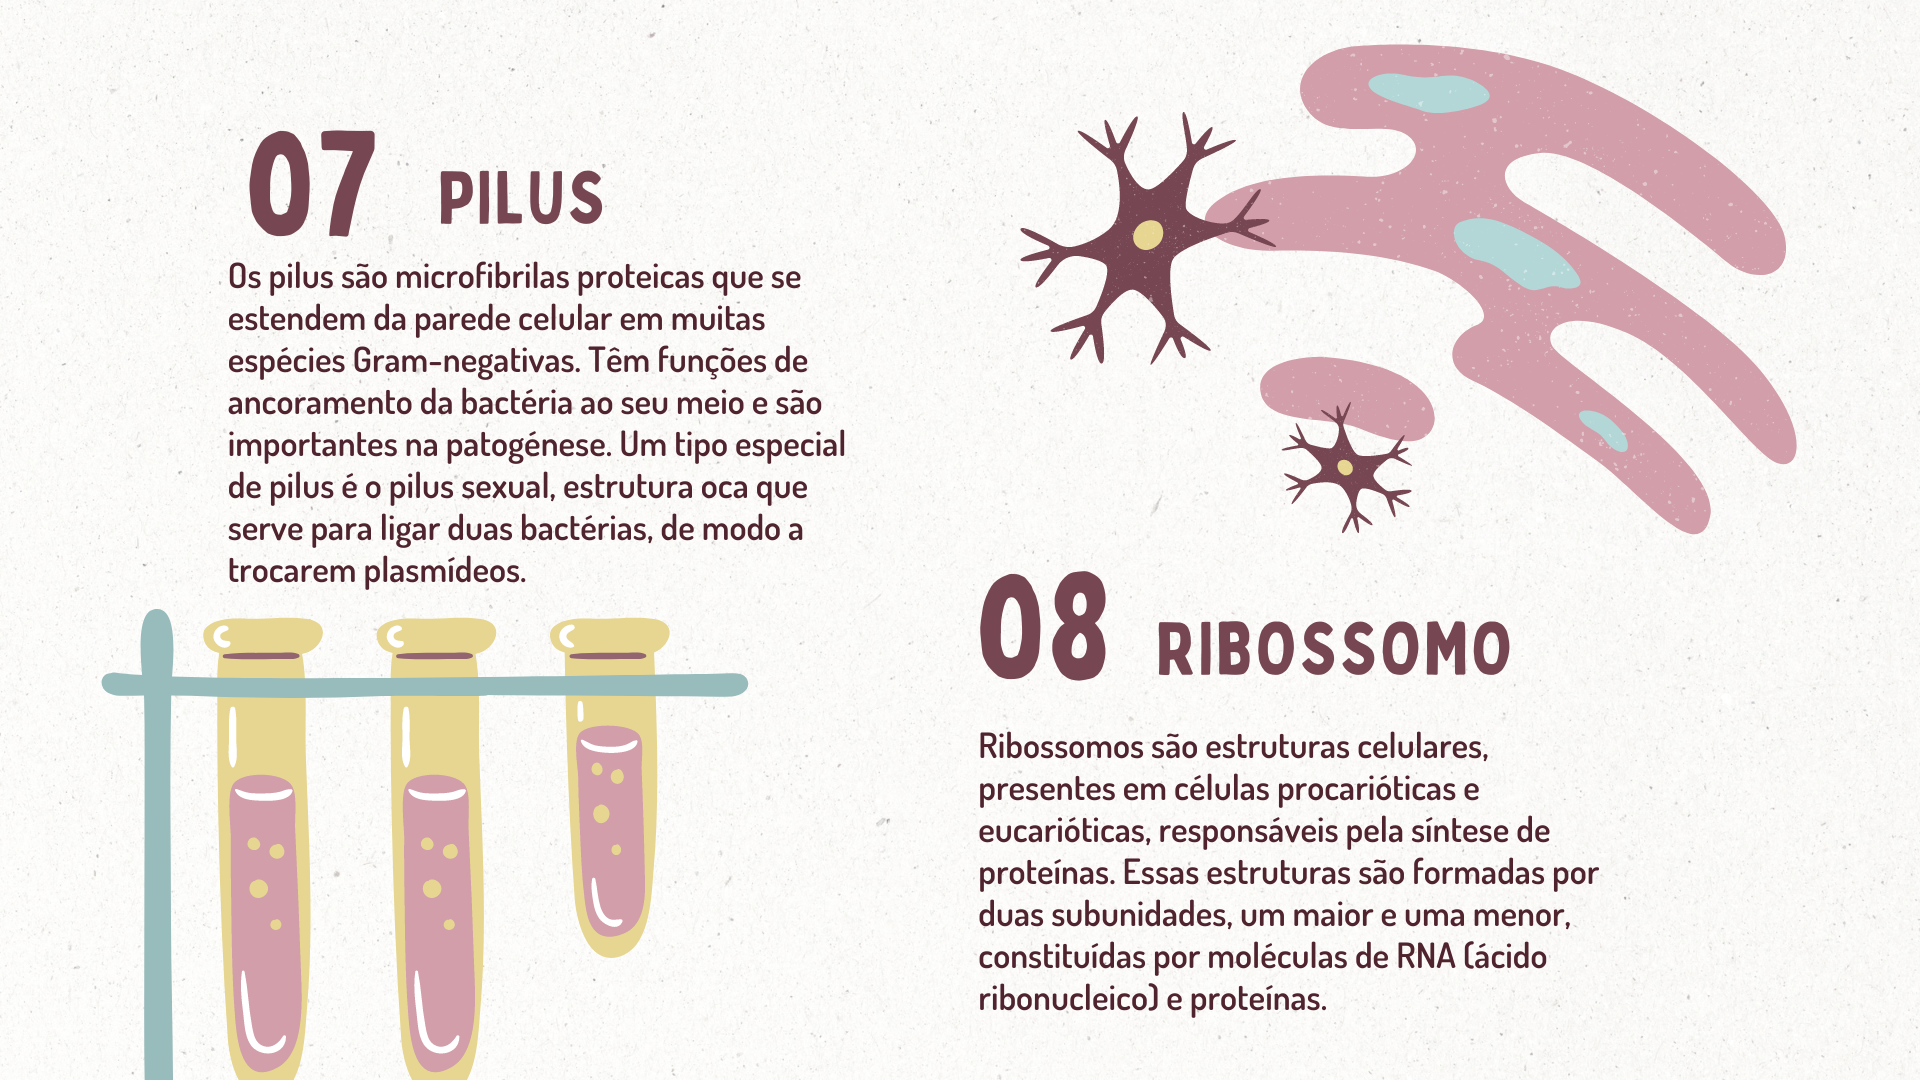 07 PILUS
Os pilus são microfibrilas proteicas que se
estendem da parede celular em muitas
espécies Gram-negativas. Têm funções de
ancoramento da bactéria ao seu meio e são
importantes na patogénese. Um tipo especial
de pilus é o pilus sexual, estrutura oca que
serve para ligar duas bactérias, de modo a
trocarem plasmídeos.
08 RIBOSSOMO
Ribossomos são estruturas celulares,
presentes em células procarióticas e
eucarióticas, responsáveis pela síntese de
proteínas. Essas estruturas são formadas por
duas subunidades, um maior e uma menor,
constituídas por moléculas de RNA (ácido
ribonucleico) e proteínas.